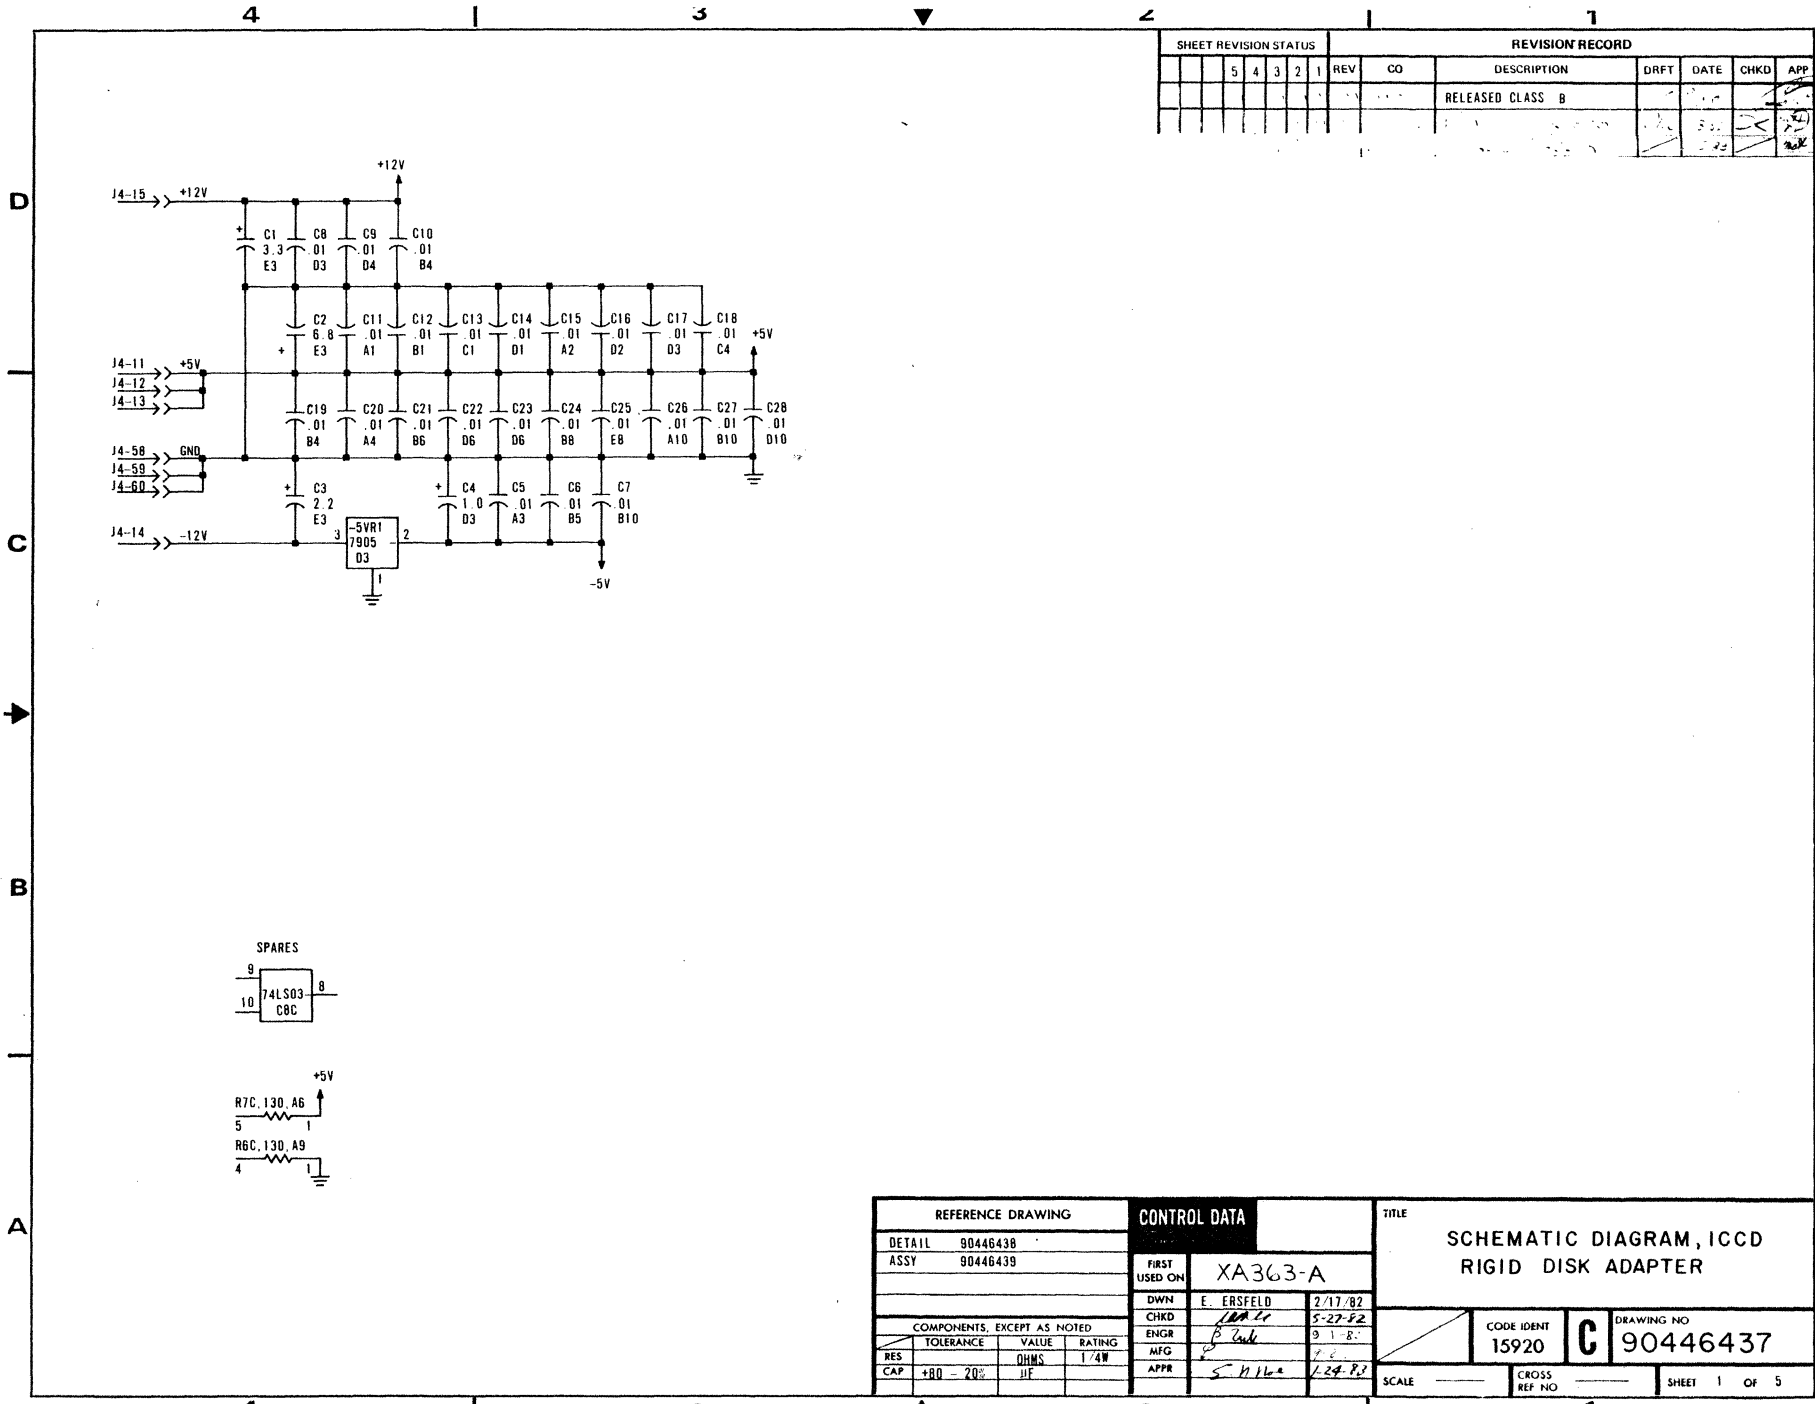 4 3 2 1
SHEET REVISION STATUS
REVISION RECORD
5 4 3 2 1 REV CO DESCRIPTION DRFT DATE CHKD APP
RELEASED CLASS B
D
+12V
J4-15 +12V
C1 C8 C9 C10
3.3 .01 .01 .01
E3 D3 D4 B4
C2 C11 C12 C13 C14 C15 C16 C17 C18
6.8 .01 .01 .01 .01 .01 .01 .01 .01 +5V
E3 A1 B1 C1 D1 A2 D2 D3 C4
J4-11 +5V
J4-12
J4-13
C19 C20 C21 C22 C23 C24 C25 C26 C27 C28
.01 .01 .01 .01 .01 .01 .01 .01 .01 .01
B4 A4 B6 D6 D6 B8 E8 A10 B10 D10
J4-58 GND
J4-59
J4-60
C3 C4 C5 C6 C7
2.2 1.0 .01 .01 .01
E3 D3 A3 B5 B10
C
J4-14 -12V
3 -5VR1 2
7905
D3
1
-5V
B
SPARES
9
74LS03 8
10 C8C
+5V
R7C, 130, A6
5 1
R6C, 130, A9
4 1
A
REFERENCE DRAWING
DETAIL 90446438
ASSY 90446439
COMPONENTS, EXCEPT AS NOTED
TOLERANCE VALUE RATING
RES OHMS 1/4W
CAP +80 - 20% UF
CONTROL DATA
FIRST USED ON XA363-A
DWN E. ERSFELD 2/17/82
CHKD 5-27-82
ENGR
MFG
APPR 1-24-83
TITLE
SCHEMATIC DIAGRAM, ICCD
RIGID DISK ADAPTER
CODE IDENT
15920
C
DRAWING NO
90446437
SCALE
CROSS REF NO
SHEET 1 OF 5